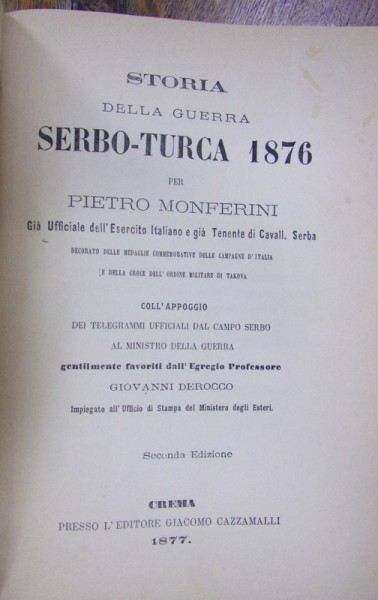 STORIA
DELLA GUERRA
SERBO-TURCA 1876
PER
PIETRO MONFERINI
Già Ufficiale dell'Esercito Italiano e già Tenente di Cavall. Serba
DECORATO DELLE MEDAGLIE COMMEMORATIVE DELLE CAMPAGNE D'ITALIA
E DELLA CROCE DELL'ORDINE MILITARE DI TAKOVA
COLL'APPOGGIO
DEI TELEGRAMMI UFFICIALI DAL CAMPO SERBO
AL MINISTRO DELLA GUERRA
gentilmente favoriti dall'Egregio Professore
GIOVANNI DEROCCO
Impiegato all'Ufficio di Stampa del Ministero degli Esteri.
Seconda Edizione
CREMA
PRESSO L'EDITORE GIACOMO CAZZAMALLI
1877.